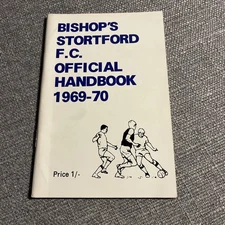 BISHOP'S
STORTFORD
F.C.
OFFICIAL
HANDBOOK
1969-70
Price 1/-